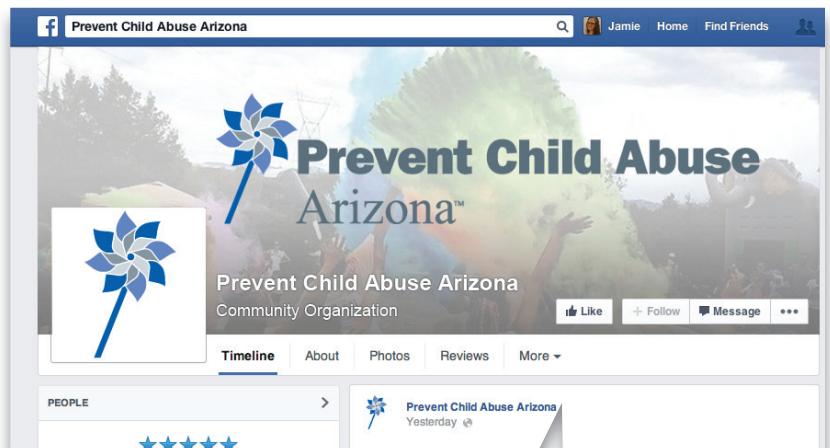 f Prevent Child Abuse Arizona Jamie Home Find Friends
Prevent Child Abuse
Arizona™
Prevent Child Abuse Arizona
Community Organization
Like + Follow Message •••
Timeline About Photos Reviews More
PEOPLE
Prevent Child Abuse Arizona
Yesterday